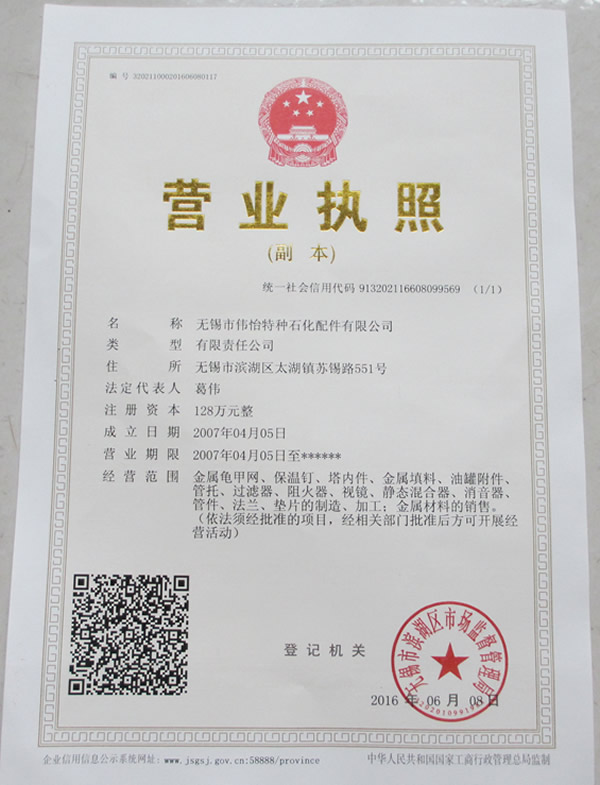 编 号 320211000201606080117
营业执照
(副 本)
统一社会信用代码 913202116608099569 (1/1)
名 称 无锡市伟怡特种石化配件有限公司
类 型 有限责任公司
住 所 无锡市滨湖区太湖镇苏锡路551号
法定代表人 葛伟
注册资本 128万元整
成立日期 2007年04月05日
营业期限 2007年04月05日至******
经营范围 金属龟甲网、保温钉、塔内件、金属填料、油罐附件、
管托、过滤器、阻火器、视镜、静态混合器、消音器、
管件、法兰、垫片的制造、加工；金属材料的销售。
(依法须经批准的项目，经相关部门批准后方可开展经
营活动)
登记机关
无锡市滨湖区市场监督管理局
2016 年 06 月 08 日
企业信用信息公示系统网址: www.jsgsj.gov.cn:58888/province
中华人民共和国国家工商行政管理总局监制